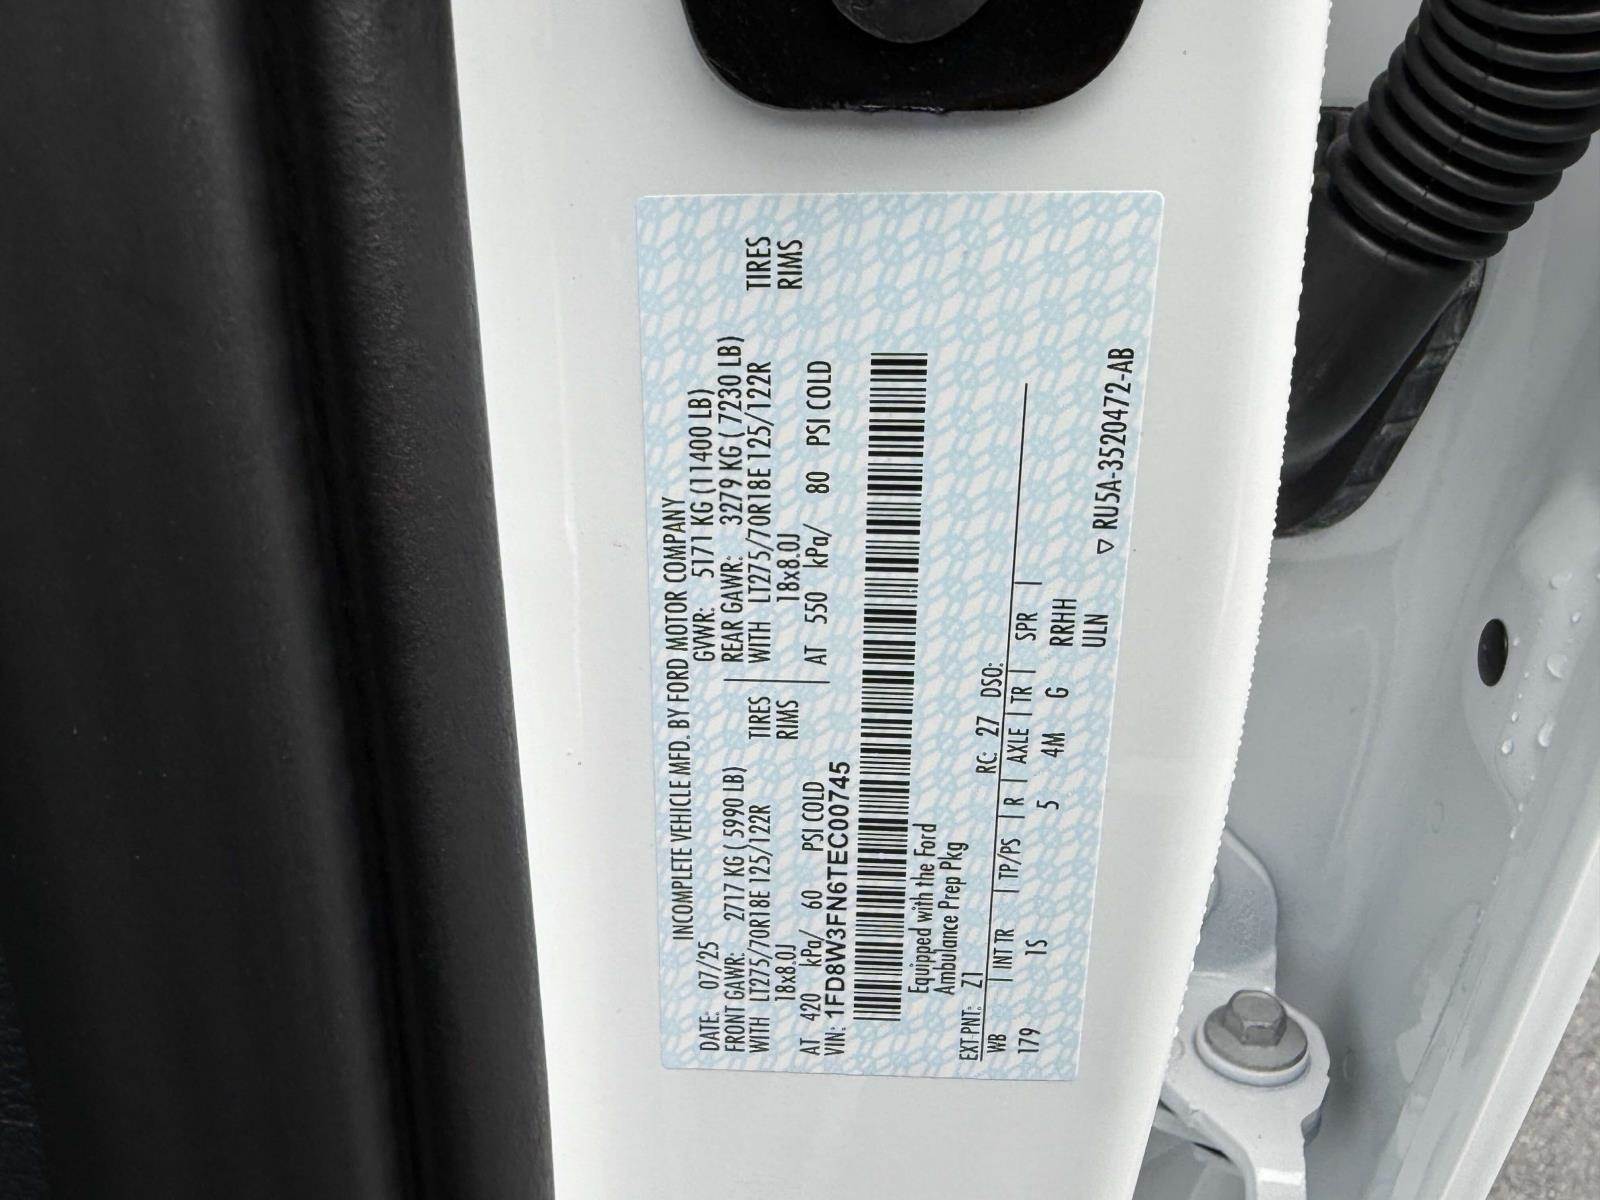 INCOMPLETE VEHICLE MFD. BY FORD MOTOR COMPANY
DATE: 07/25 GVWR: 5171 KG (11400 LB)
FRONT GAWR: 2717 KG ( 5990 LB) REAR GAWR: 3279 KG ( 7230 LB)
WITH LT275/70R18E 125/122R TIRES WITH LT275/70R18E 125/122R TIRES
18x8.0J RIMS 18x8.0J RIMS
AT 420 kPa/ 60 PSI COLD AT 550 kPa/ 80 PSI COLD
VIN: 1FD8W3FN6TEC00745
Equipped with the Ford
Ambulance Prep Pkg
EXT PNT: Z1 RC: 27 DSO:
WB INT TR TP/PS R AXLE TR SPR
179 1S 5 4M G RRHH
ULN
▽ RU5A-3520472-AB